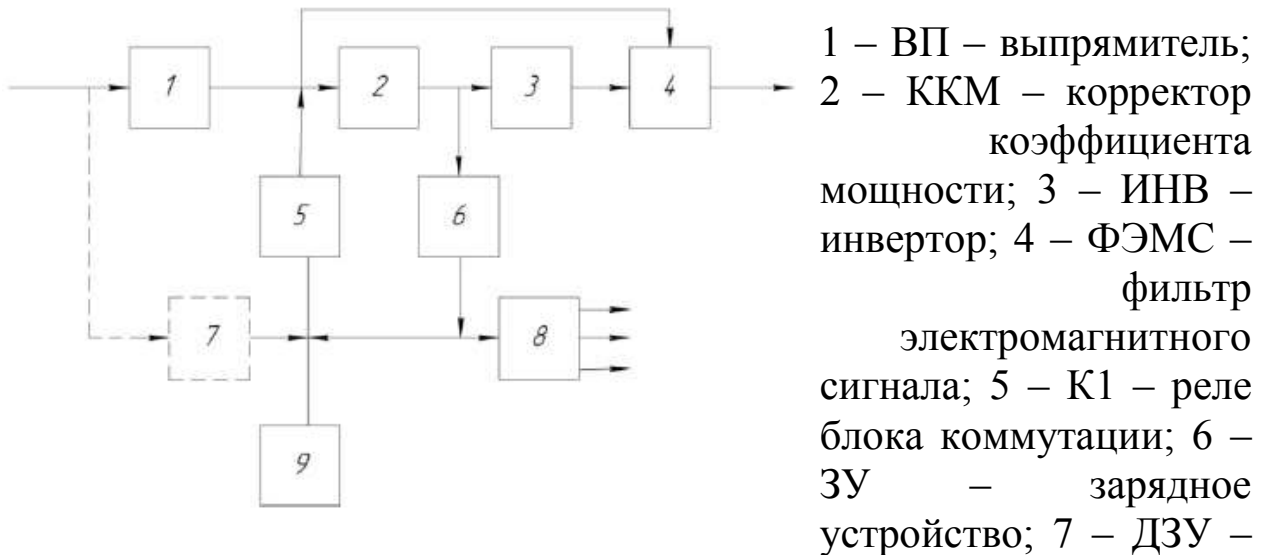 1
2
3
4
5
6
7
8
9
1 – ВП – выпрямитель;
2 – ККМ – корректор
коэффициента
мощности; 3 – ИНВ –
инвертор; 4 – ФЭМС –
фильтр
электромагнитного
сигнала; 5 – К1 – реле
блока коммутации; 6 –
ЗУ – зарядное
устройство; 7 – ДЗУ –